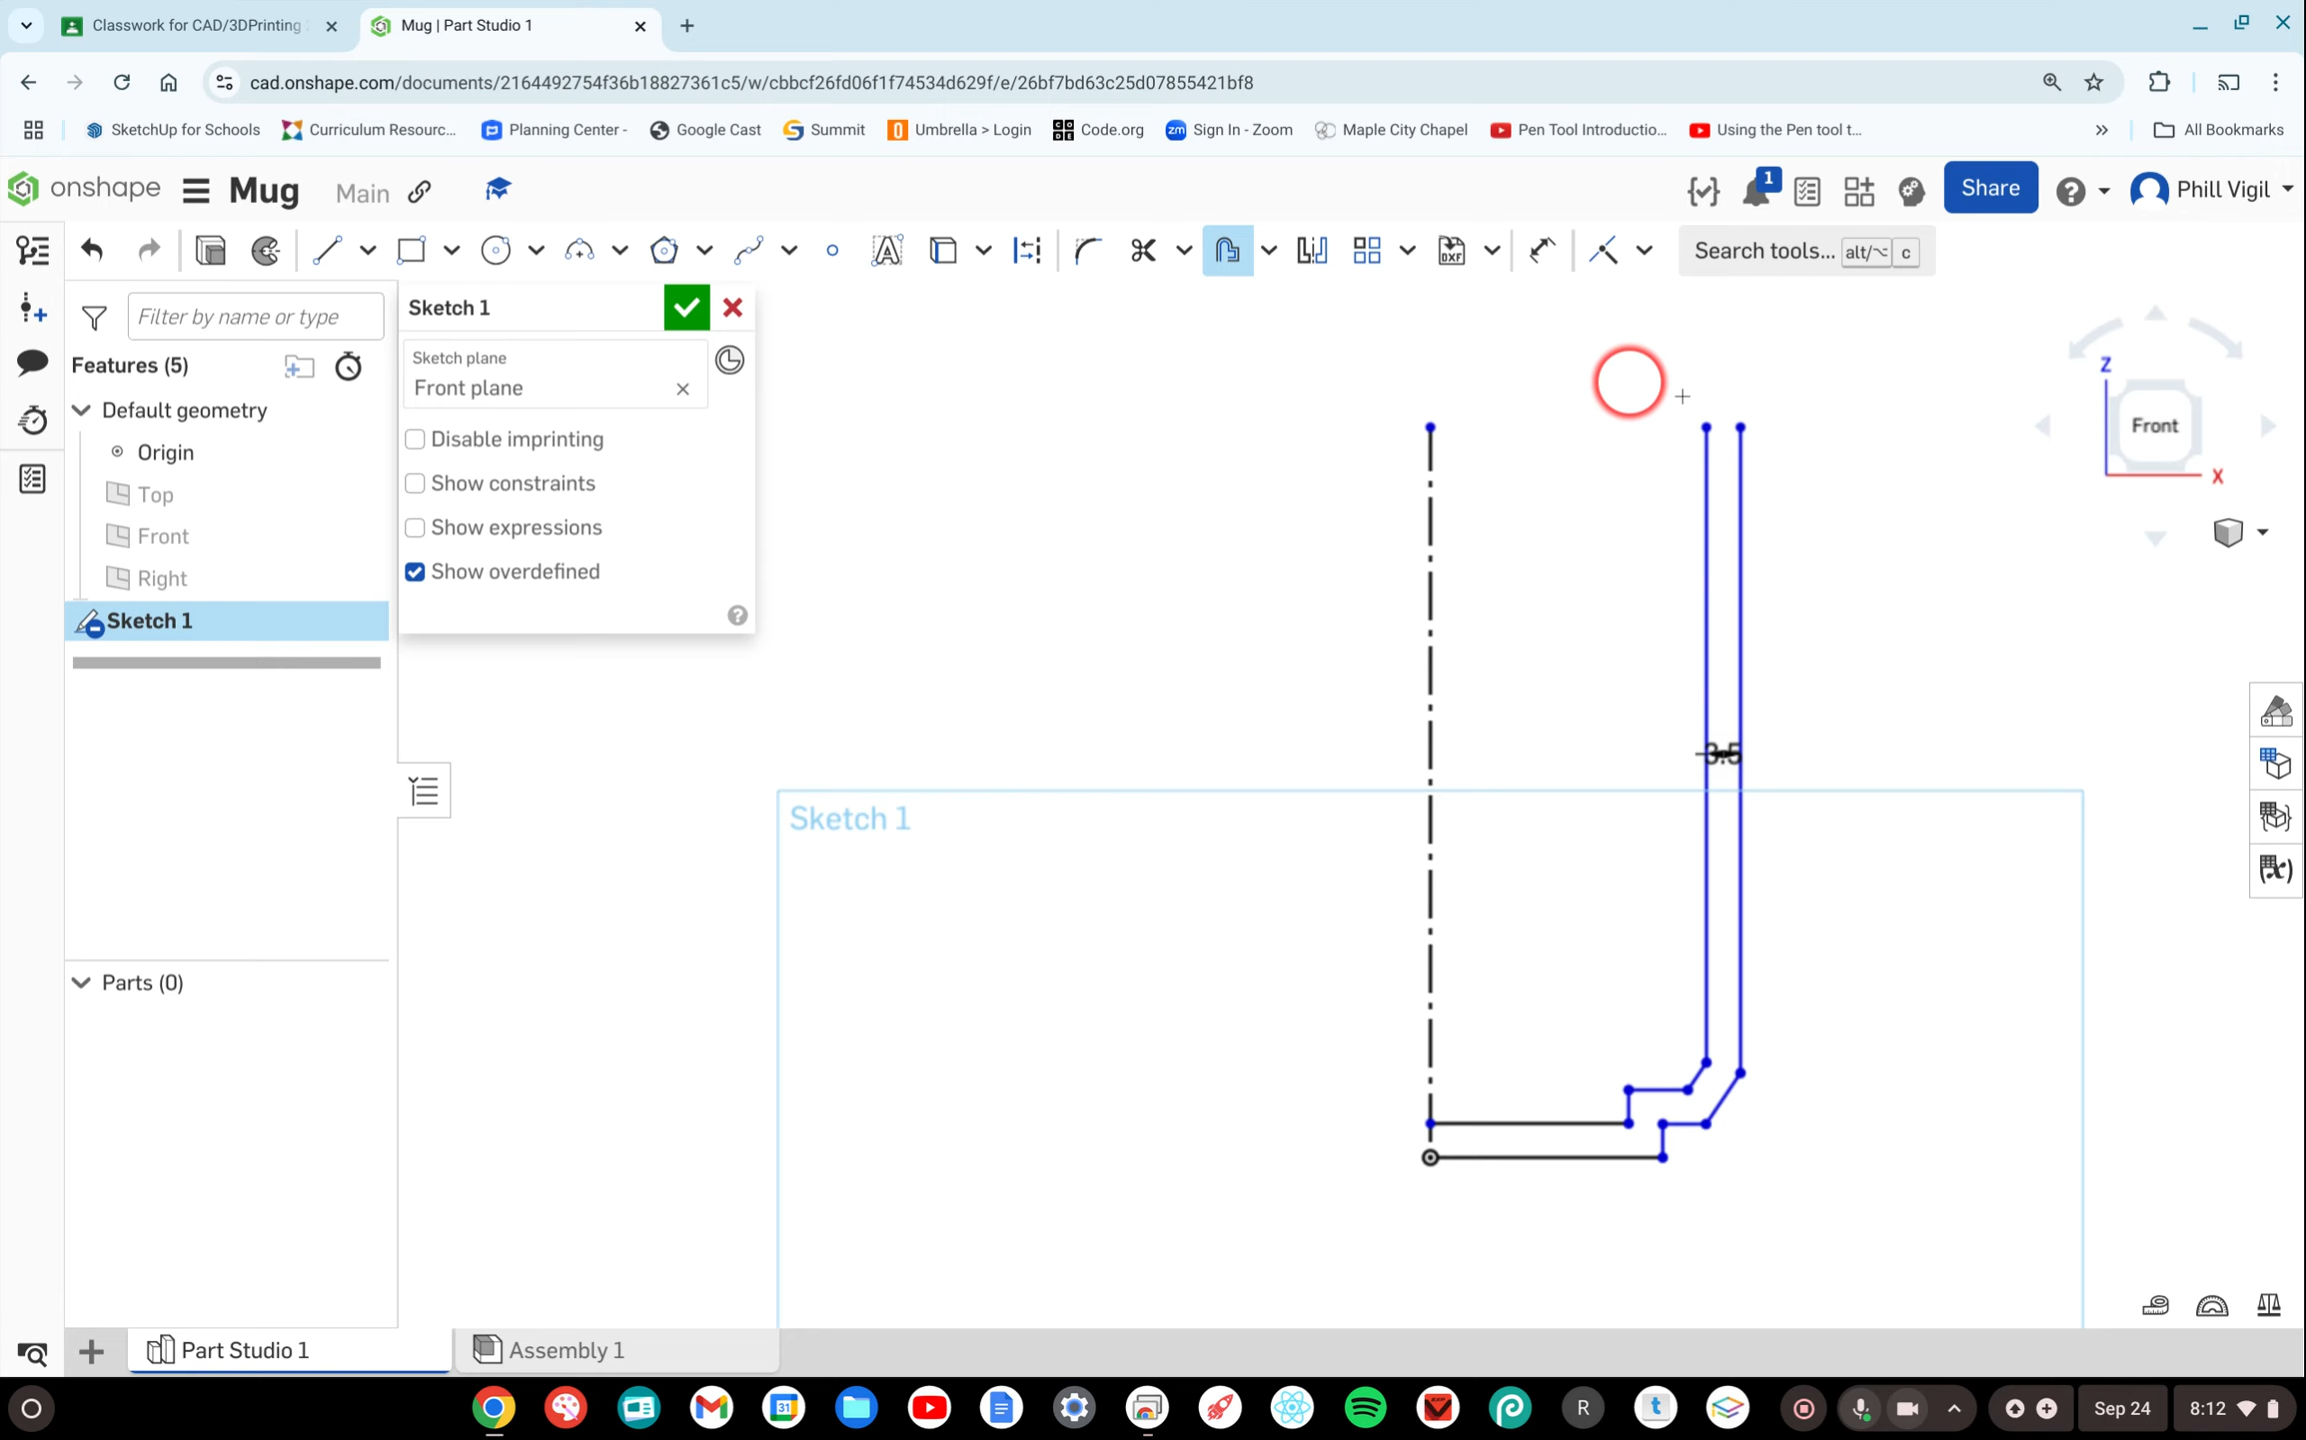 Classwork for CAD/3DPrinting
Mug | Part Studio 1
cad.onshape.com/documents/2164492754f36b18827361c5/w/cbbcf26fd06f1f74534d629f/e/26bf7bd63c25d07855421bf8
SketchUp for Schools
Curriculum Resourc...
Planning Center -
Google Cast
Summit
Umbrella > Login
Code.org
Sign In - Zoom
Maple City Chapel
Pen Tool Introductio...
Using the Pen tool t...
All Bookmarks
onshape
Mug
Main
1
Share
Phill Vigil
DXF
Search tools... alt/⌥ c
Filter by name or type
Sketch 1
Sketch plane
Front plane
Features (5)
Default geometry
Disable imprinting
Origin
Show constraints
Top
Show expressions
Front
Show overdefined
Right
Sketch 1
Z
Front
X
3.5
Sketch 1
Parts (0)
Part Studio 1
Assembly 1
31
R
t
Sep 24
8:12